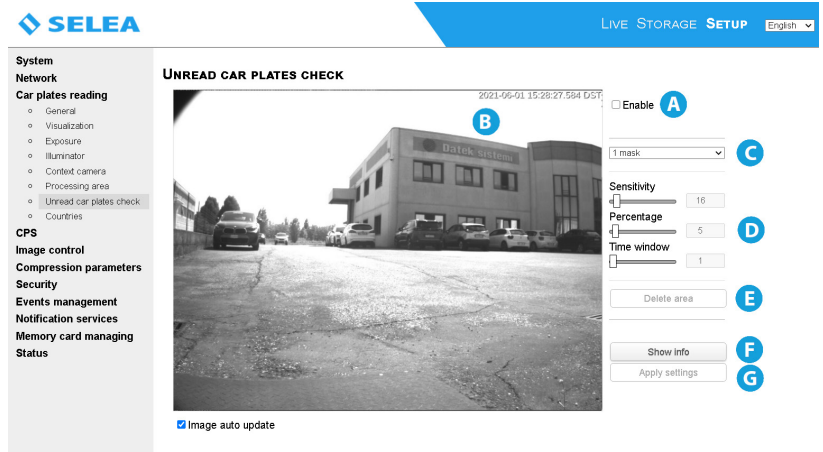 SELEA
LIVE STORAGE SETUP English
System
Network
Car plates reading
General
Visualization
Exposure
Illuminator
Context camera
Processing area
Unread car plates check
Countries
CPS
Image control
Compression parameters
Security
Events management
Notification services
Memory card managing
Status
UNREAD CAR PLATES CHECK
2021-06-01 15:28:27.584 DST
B
Datek sistemi
Image auto update
Enable A
1 mask C
Sensitivity
16
Percentage
5 D
Time window
1
Delete area E
Show info F
Apply settings G